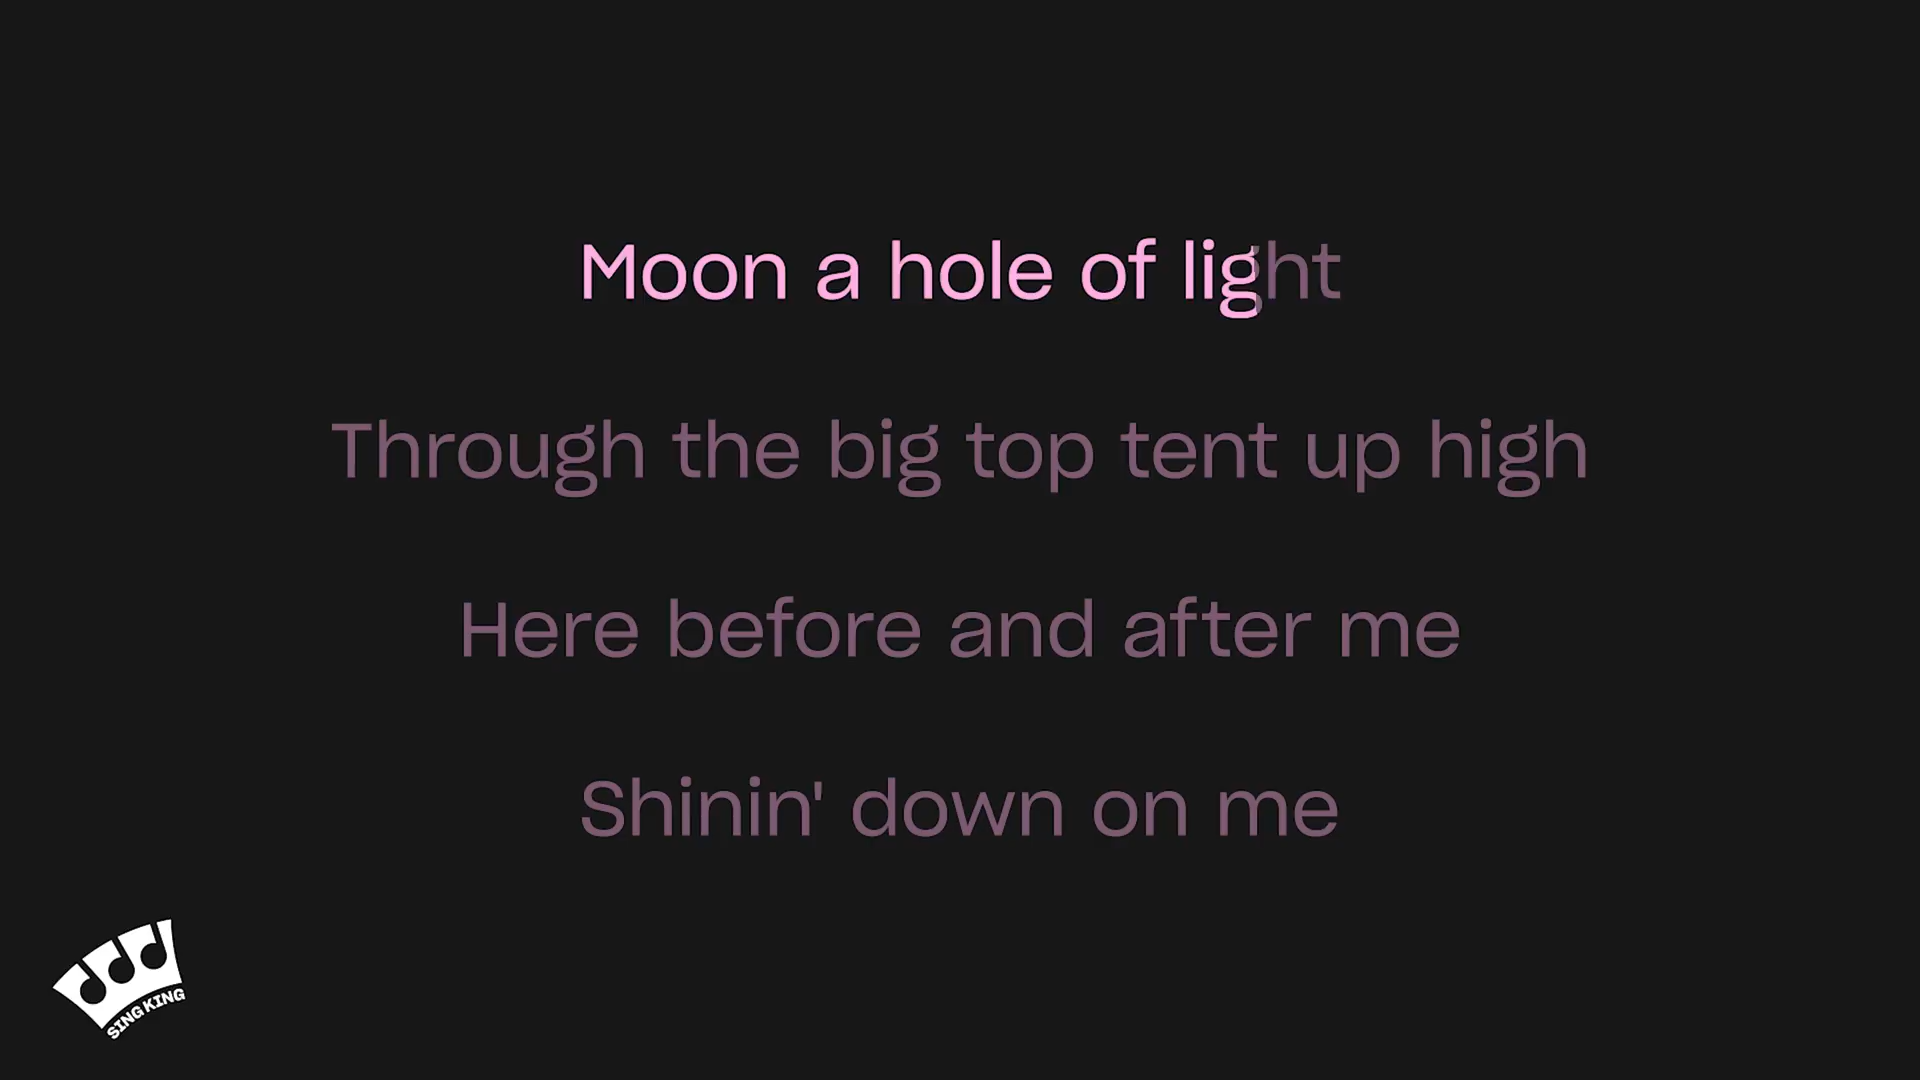 Moon a hole of light
Through the big top tent up high
Here before and after me
Shinin' down on me
SING KING